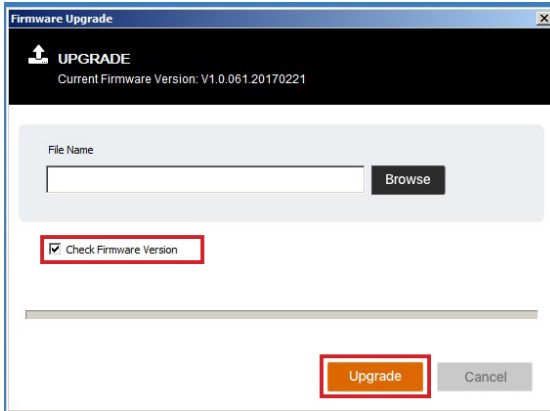 Firmware Upgrade
UPGRADE
Current Firmware Version: V1.0.061.20170221
File Name
Browse
Check Firmware Version
Upgrade Cancel